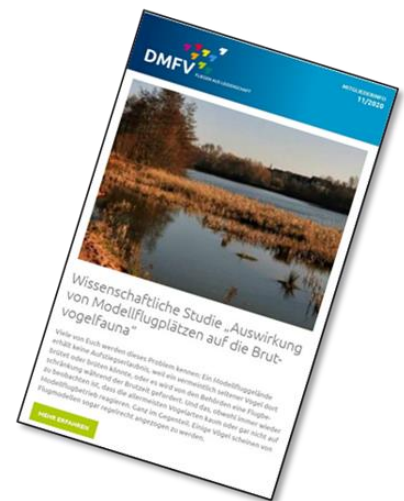 DMFV
FLIEGEN AUS LEIDENSCHAFT
MITGLIEDERINFO
11/2020
Wissenschaftliche Studie „Auswirkung
von Modellflugplätzen auf die Brut-
vogelfauna“
Viele von Euch werden dieses Problem kennen: Ein Modellfluggelände
erhält keine Aufstiegserlaubnis, weil ein vermeintlich seltener Vogel dort
brütet oder brüten könnte, oder es wird von den Behörden eine Flugbe-
schränkung während der Brutzeit gefordert. Und das, obwohl immer wieder
zu beobachten ist, dass die allermeisten Vogelarten kaum oder gar nicht auf
Modellflugbetrieb reagieren. Ganz im Gegenteil. Einige Vögel scheinen von
Flugmodellen sogar regelrecht angezogen zu werden.
MEHR ERFAHREN